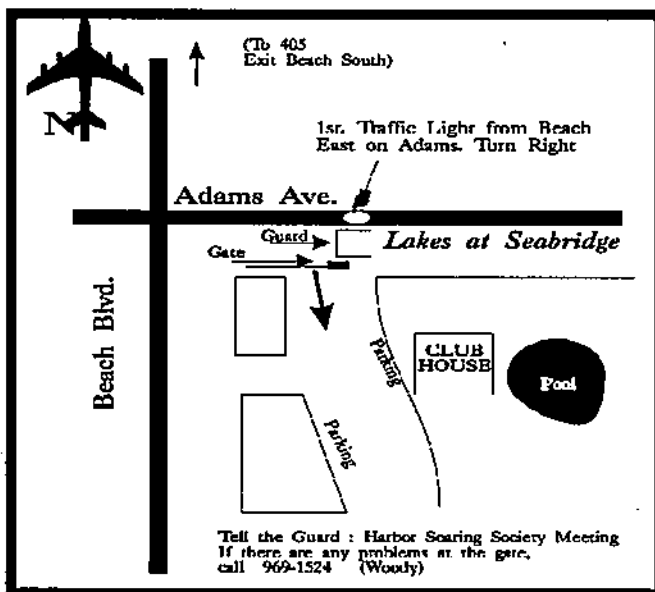 (To 405
Exit Beach South)
N
1st. Traffic Light from Beach
East on Adams. Turn Right
Adams Ave.
Guard
Lakes at Seabridge
Gate
Beach Blvd.
Parking
CLUB
HOUSE
Pool
Parking
Tell the Guard : Harbor Soaring Society Meeting
If there are any problems at the gate,
call 969-1524 (Woody)